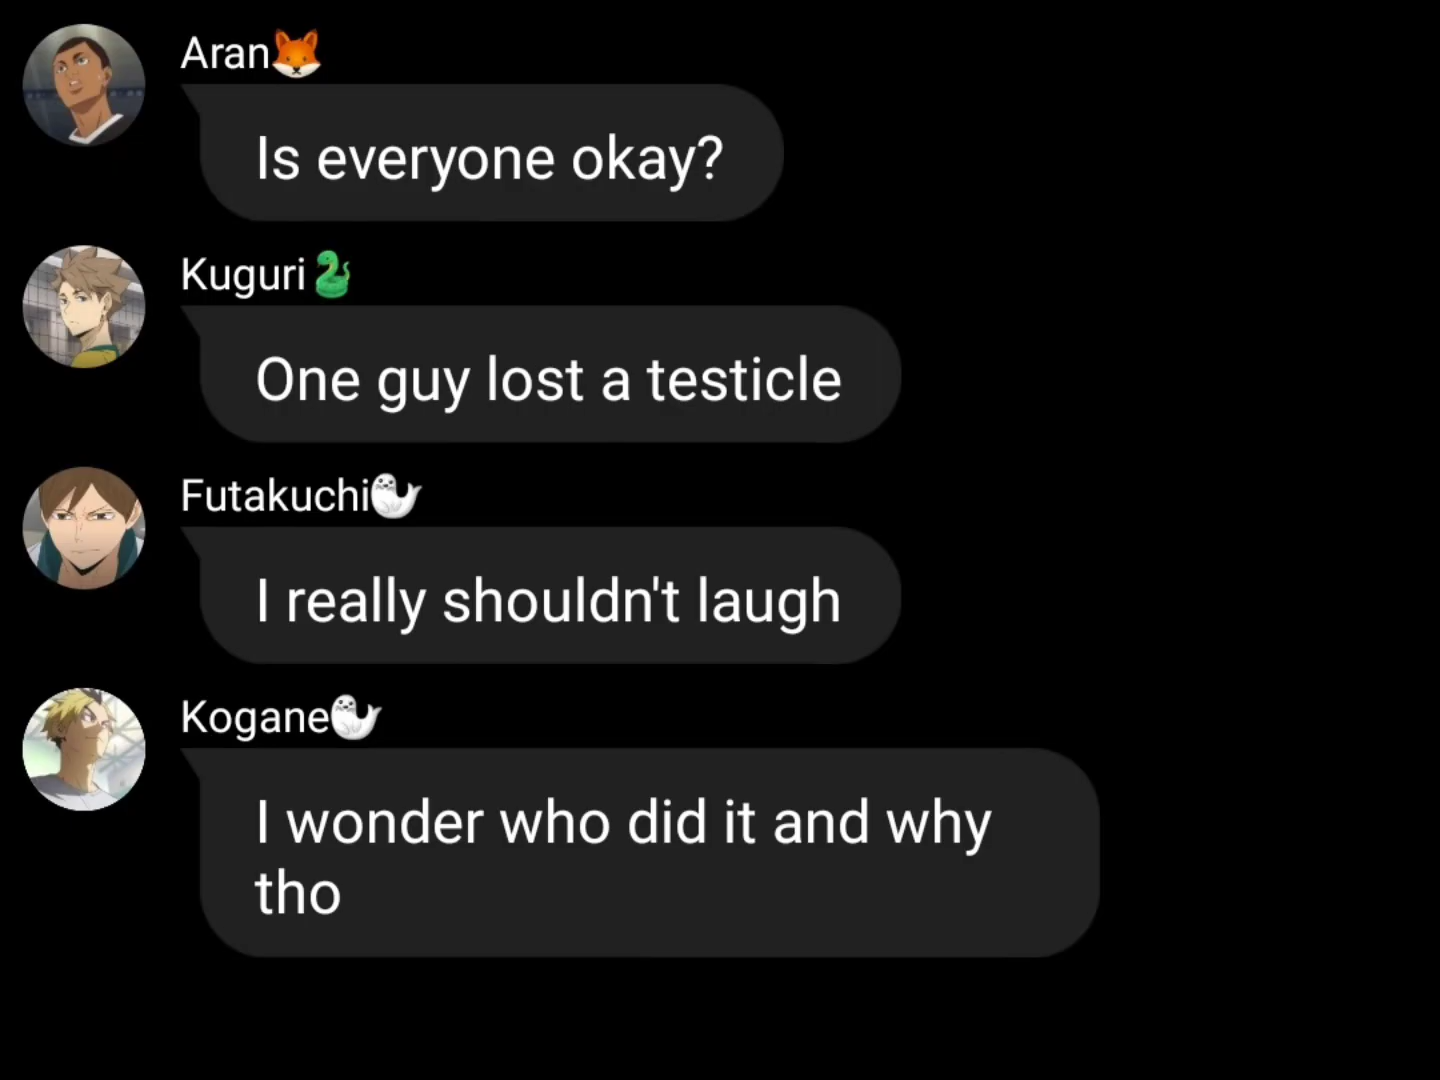 Aran🦊
Is everyone okay?
Kuguri🐍
One guy lost a testicle
Futakuchi🦭
I really shouldn't laugh
Kogane🦭
I wonder who did it and why
tho